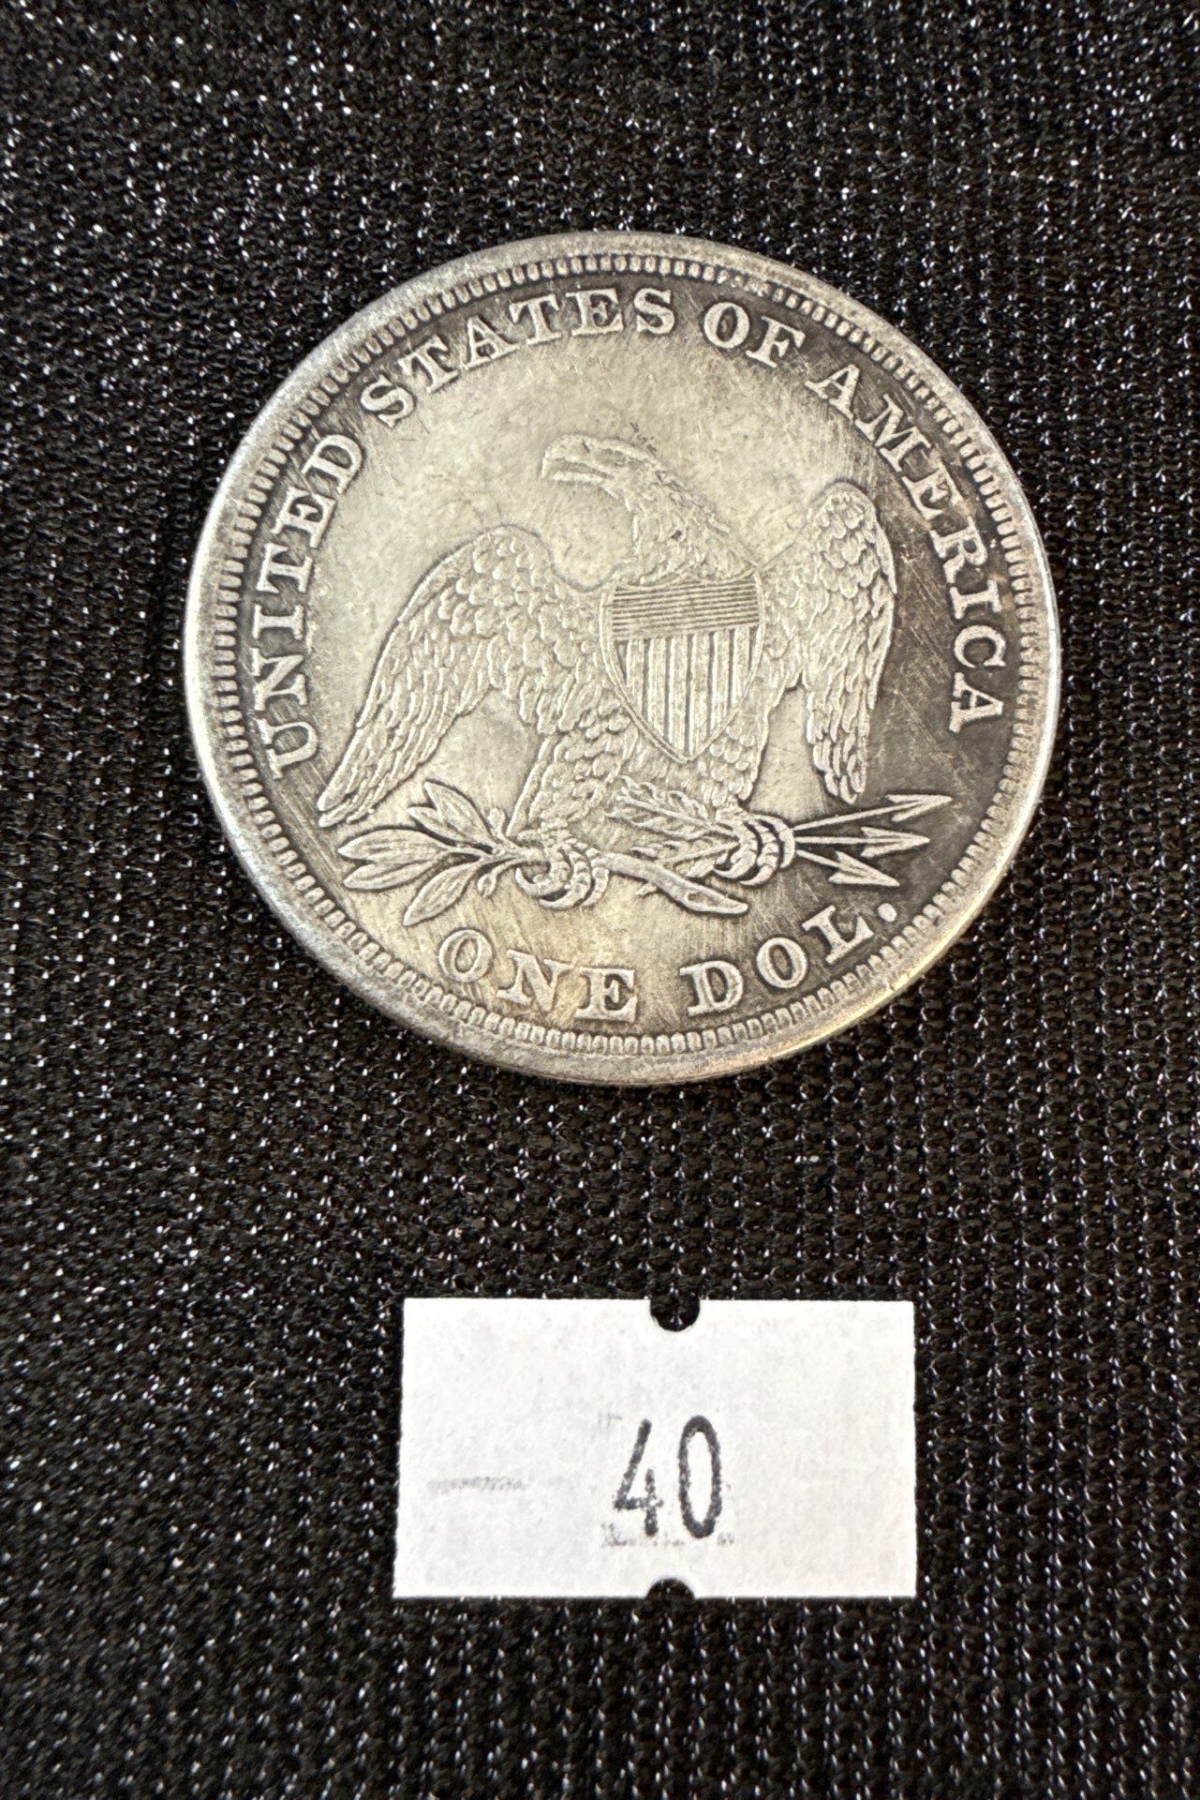 UNITED STATES OF AMERICA
ONE DOL.
40